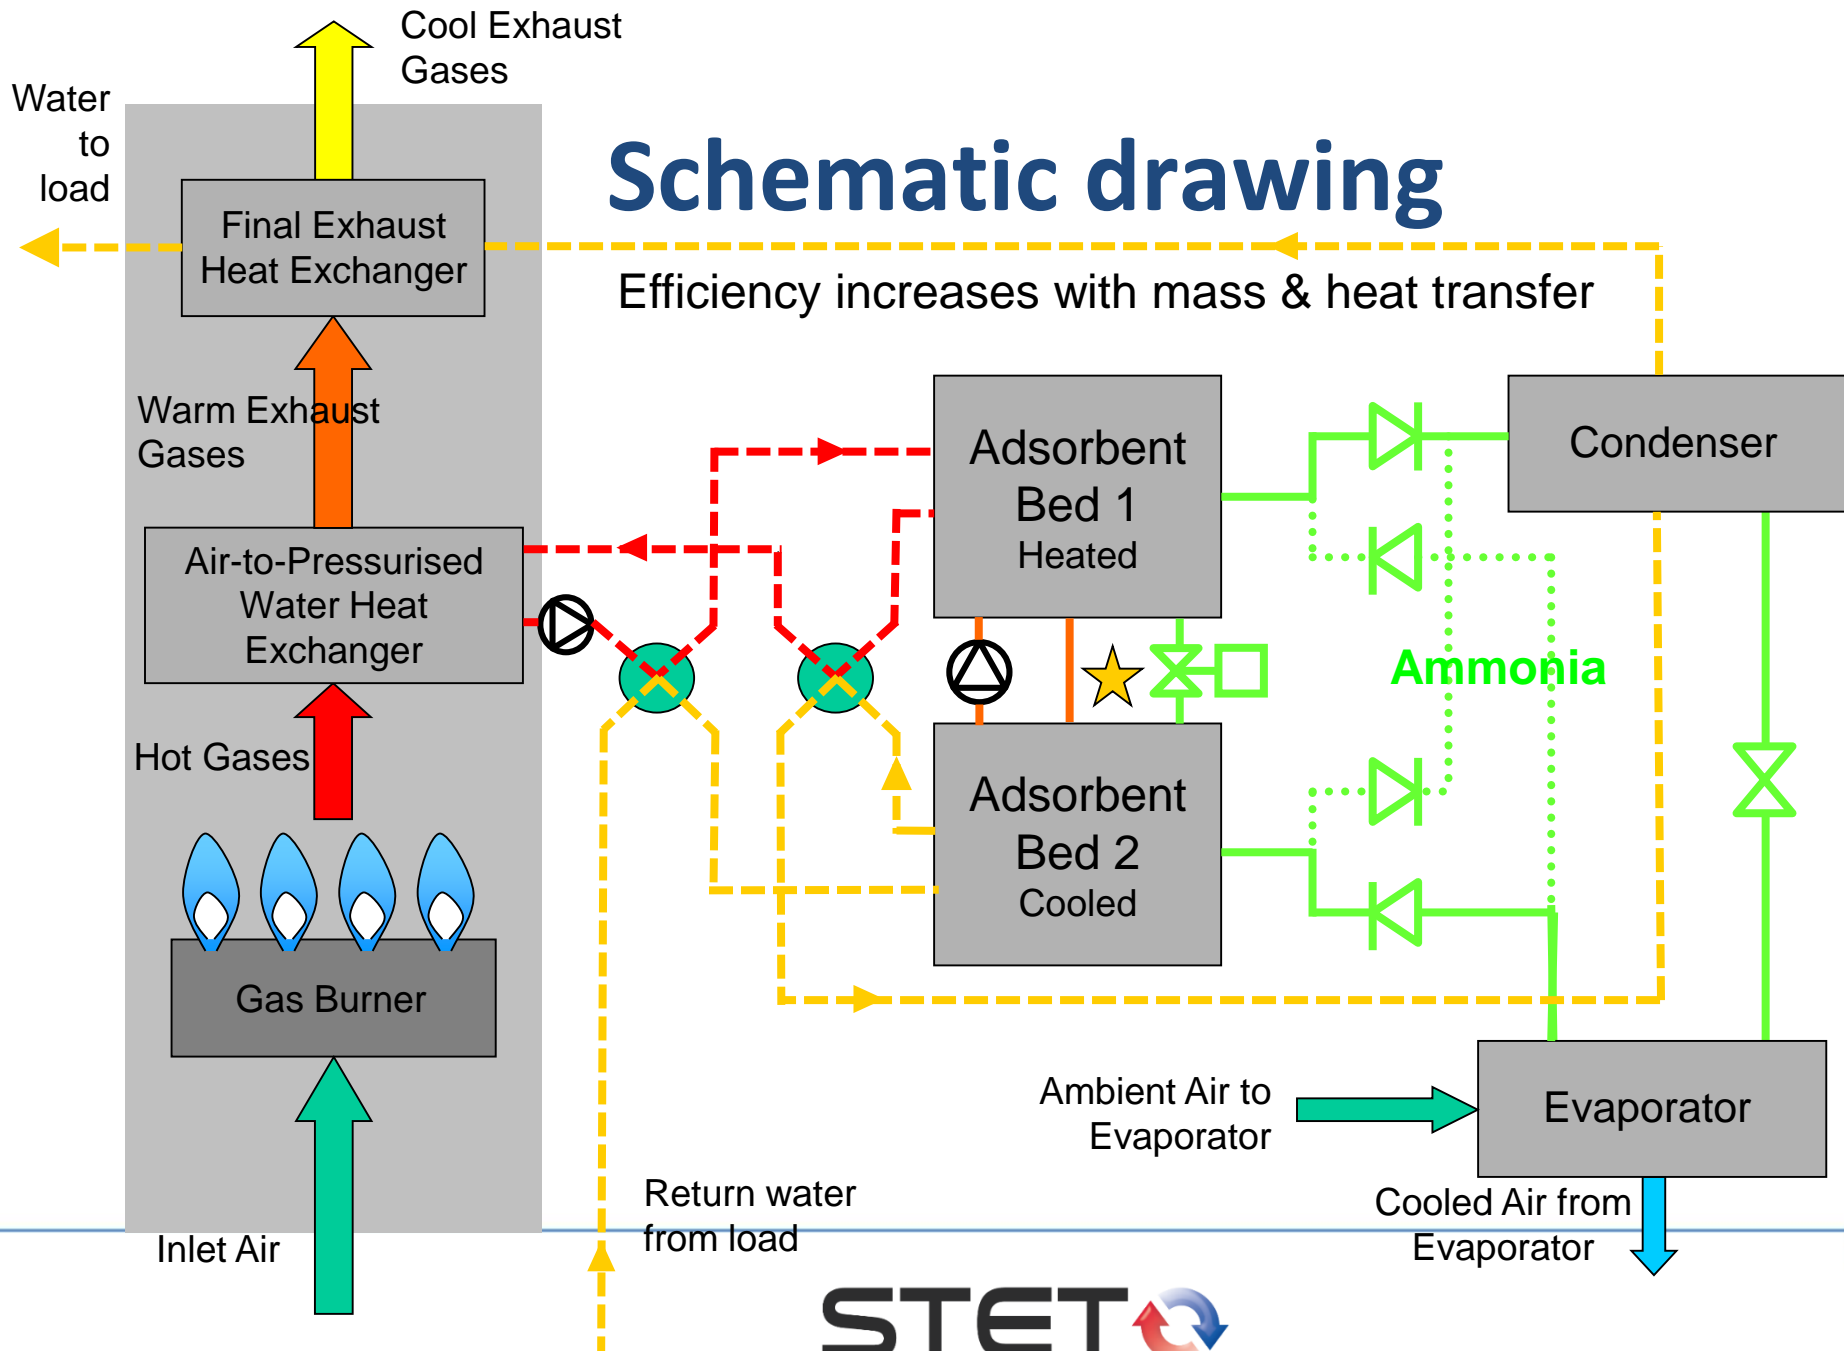 Cool Exhaust
Gases
Water
to
load
Schematic drawing
Final Exhaust
Heat Exchanger
Efficiency increases with mass & heat transfer
Warm Exhaust
Gases
Adsorbent
Bed 1
Heated
Condenser
Air-to-Pressurised
Water Heat
Exchanger
Ammonia
Hot Gases
Adsorbent
Bed 2
Cooled
Gas Burner
Ambient Air to
Evaporator
Evaporator
Return water
from load
Cooled Air from
Evaporator
Inlet Air
STET